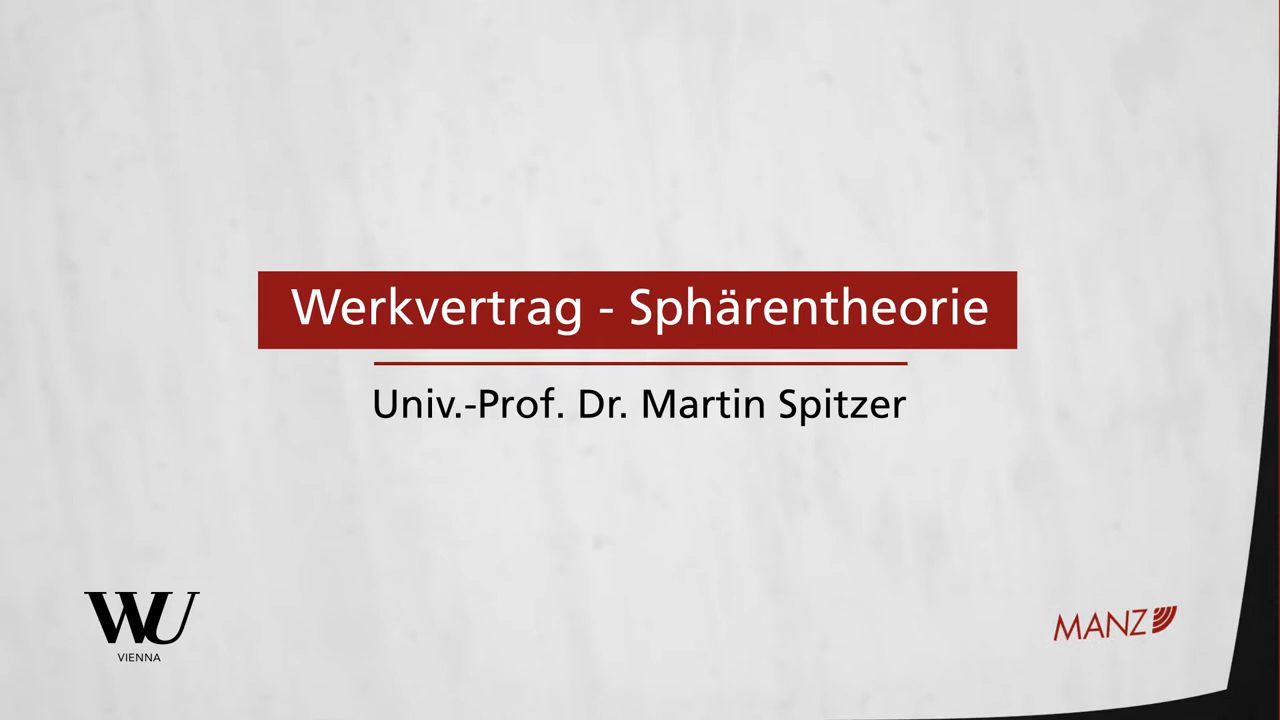 Werkvertrag - Sphärentheorie
Univ.-Prof. Dr. Martin Spitzer
WU
VIENNA
MANZ